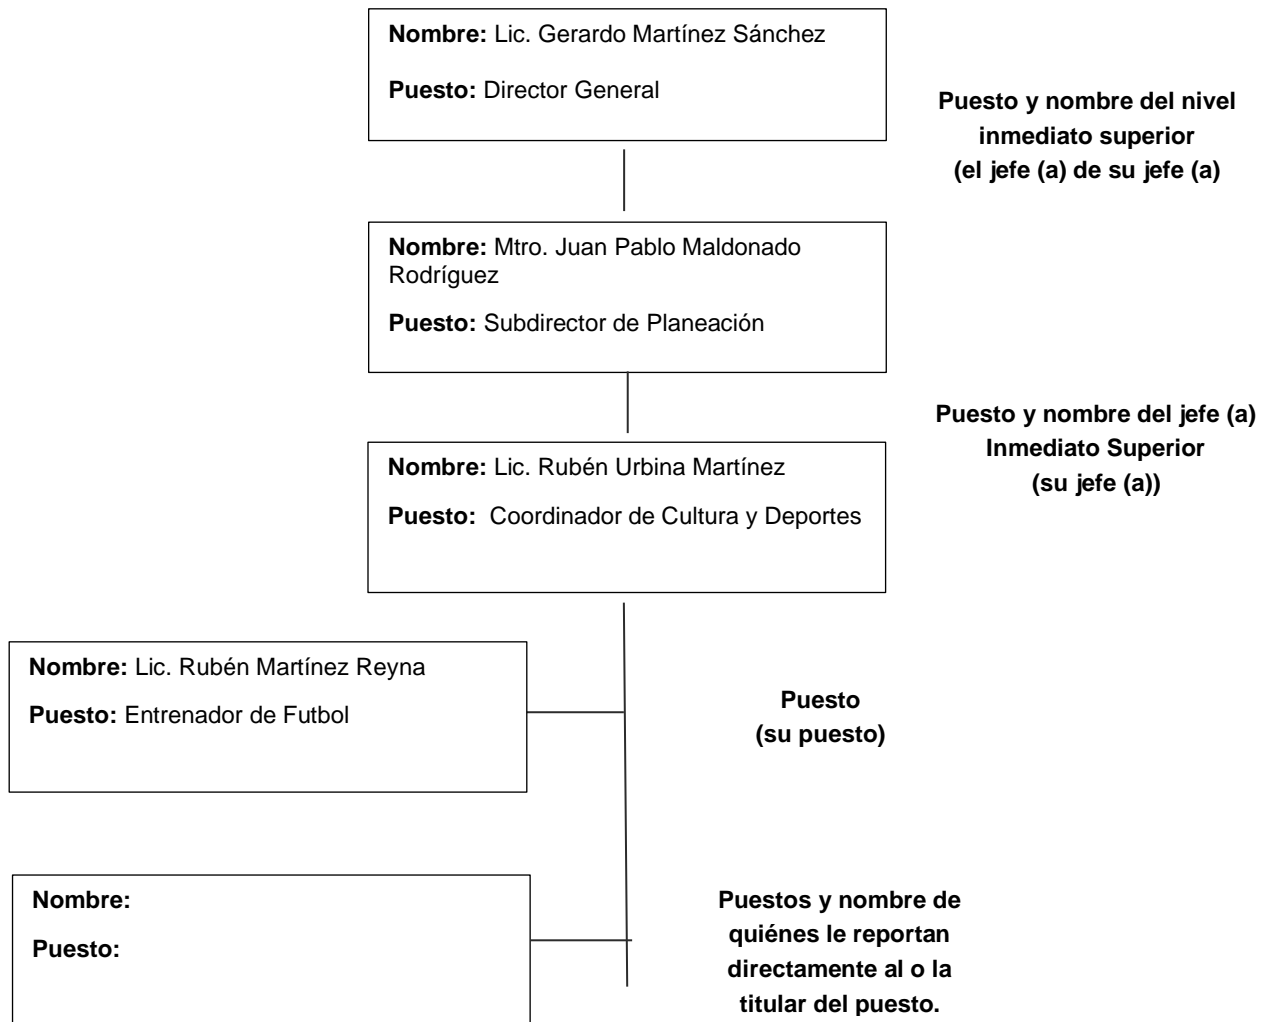 Nombre: Lic. Gerardo Martínez Sánchez
Puesto: Director General
Puesto y nombre del nivel
inmediato superior
(el jefe (a) de su jefe (a)
Nombre: Mtro. Juan Pablo Maldonado
Rodríguez
Puesto: Subdirector de Planeación
Puesto y nombre del jefe (a)
Inmediato Superior
(su jefe (a))
Nombre: Lic. Rubén Urbina Martínez
Puesto: Coordinador de Cultura y Deportes
Nombre: Lic. Rubén Martínez Reyna
Puesto: Entrenador de Futbol
Puesto
(su puesto)
Nombre:
Puesto:
Puestos y nombre de
quiénes le reportan
directamente al o la
titular del puesto.